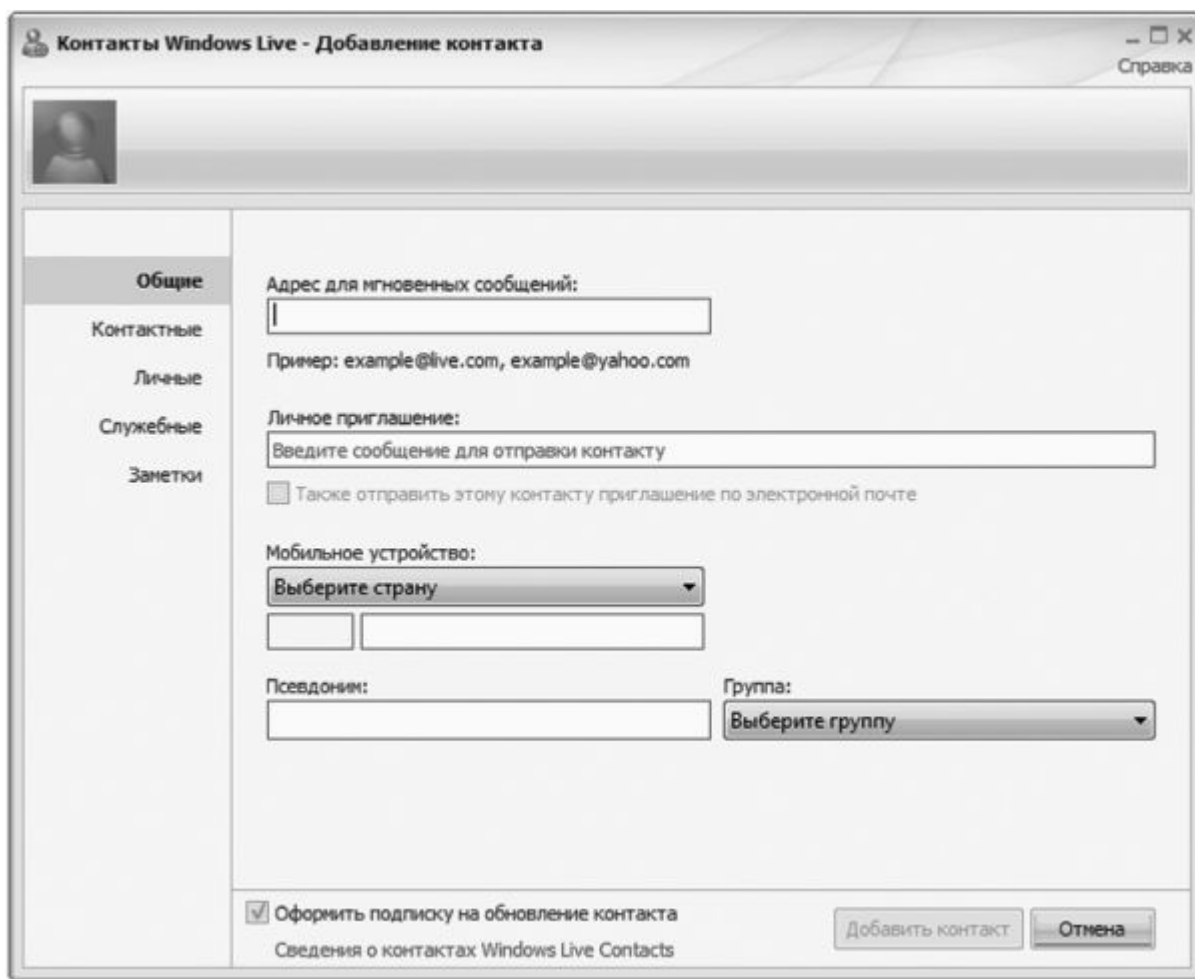 Контакты Windows Live - Добавление контакта
Справка
Общие
Контактные
Личные
Служебные
Заметки
Адрес для мгновенных сообщений:
Пример: example@live.com, example@yahoo.com
Личное приглашение:
Введите сообщение для отправки контакту
Также отправить этому контакту приглашение по электронной почте
Мобильное устройство:
Выберите страну
Псевдоним:
Группа:
Выберите группу
Оформить подписку на обновление контакта
Сведения о контактах Windows Live Contacts
Добавить контакт
Отмена